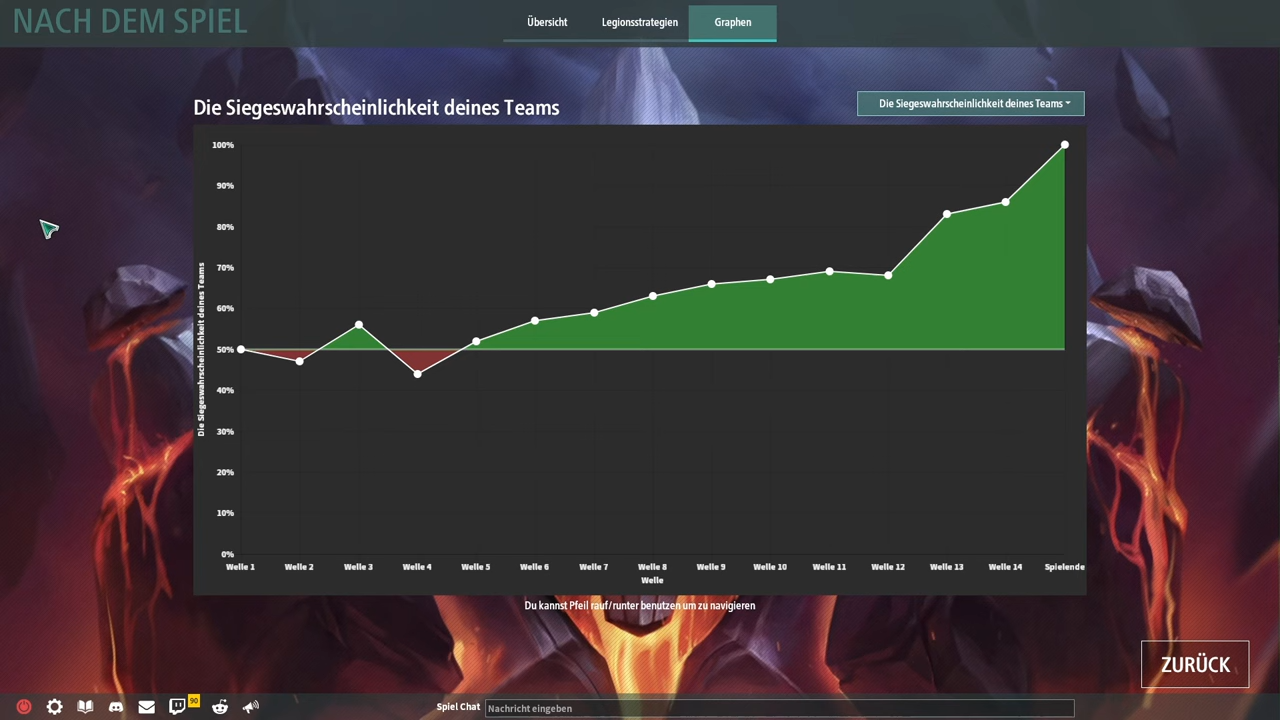 NACH DEM SPIEL
Übersicht
Legionsstrategien
Graphen
Die Siegeswahrscheinlichkeit deines Teams
Die Siegeswahrscheinlichkeit deines Teams
Die Siegeswahrscheinlichkeit deines Teams
100%
90%
80%
70%
60%
50%
40%
30%
20%
10%
0%
Welle 1 Welle 2 Welle 3 Welle 4 Welle 5 Welle 6 Welle 7 Welle 8 Welle 9 Welle 10 Welle 11 Welle 12 Welle 13 Welle 14 Spielende
Welle
Du kannst Pfeil rauf/runter benutzen um zu navigieren
ZURÜCK
90
Spiel Chat
Nachricht eingeben